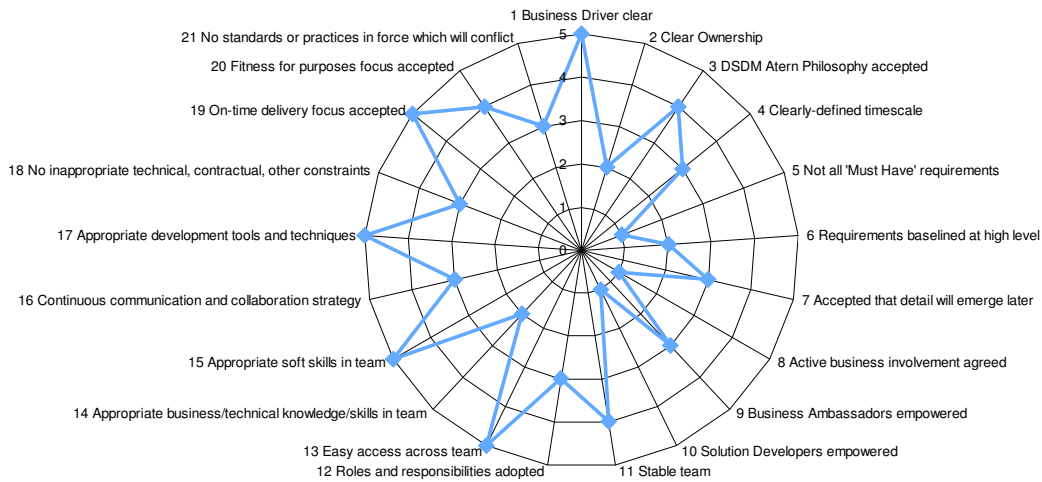 1 Business Driver clear
2 Clear Ownership
3 DSDM Atern Philosophy accepted
4 Clearly-defined timescale
5 Not all 'Must Have' requirements
6 Requirements baselined at high level
7 Accepted that detail will emerge later
8 Active business involvement agreed
9 Business Ambassadors empowered
10 Solution Developers empowered
11 Stable team
12 Roles and responsibilities adopted
13 Easy access across team
14 Appropriate business/technical knowledge/skills in team
15 Appropriate soft skills in team
16 Continuous communication and collaboration strategy
17 Appropriate development tools and techniques
18 No inappropriate technical, contractual, other constraints
19 On-time delivery focus accepted
20 Fitness for purposes focus accepted
21 No standards or practices in force which will conflict
5
4
3
2
1
0